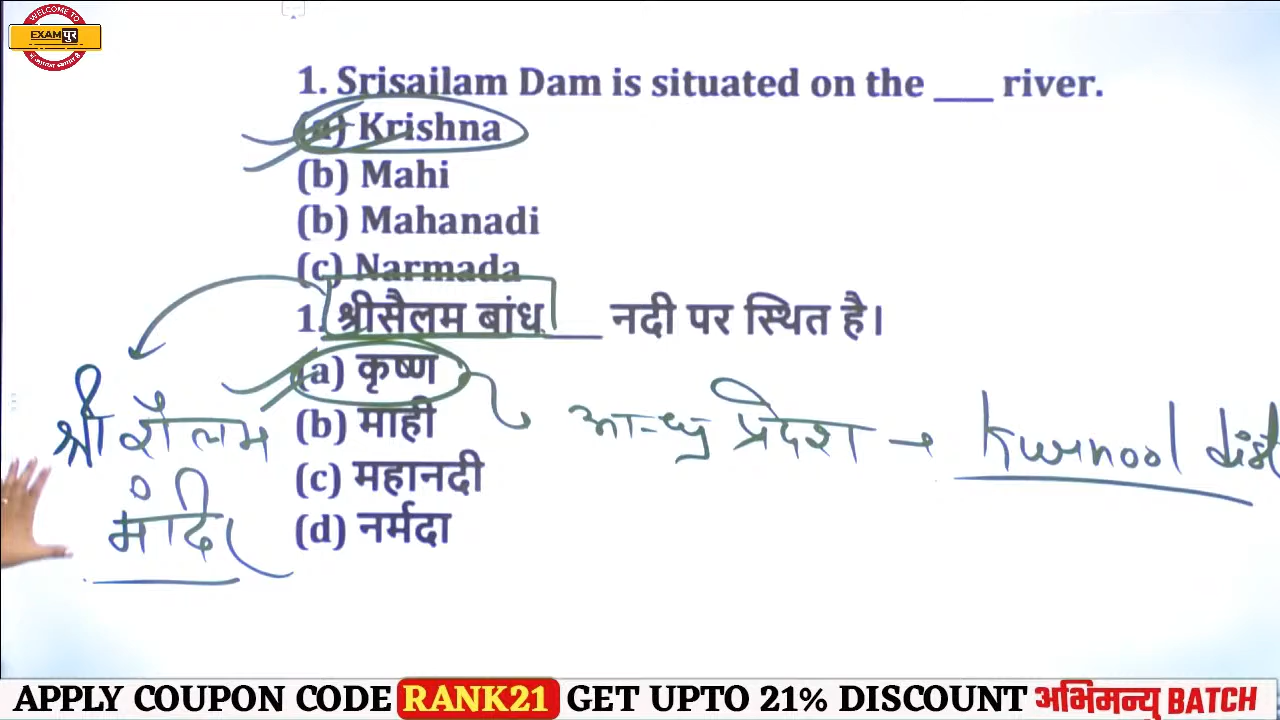 WELCOME TO
EXAMपुर
1. Srisailam Dam is situated on the ___ river.
(a) Krishna
(b) Mahi
(b) Mahanadi
(c) Narmada
1. श्रीसैलम बांध ___ नदी पर स्थित है।
(a) कृष्ण
(b) माही
(c) महानदी
(d) नर्मदा
श्री शैलम
मंदिर
आन्ध्र प्रदेश → Kurnool dist
APPLY COUPON CODE RANK21 GET UPTO 21% DISCOUNT अभिमन्यु BATCH